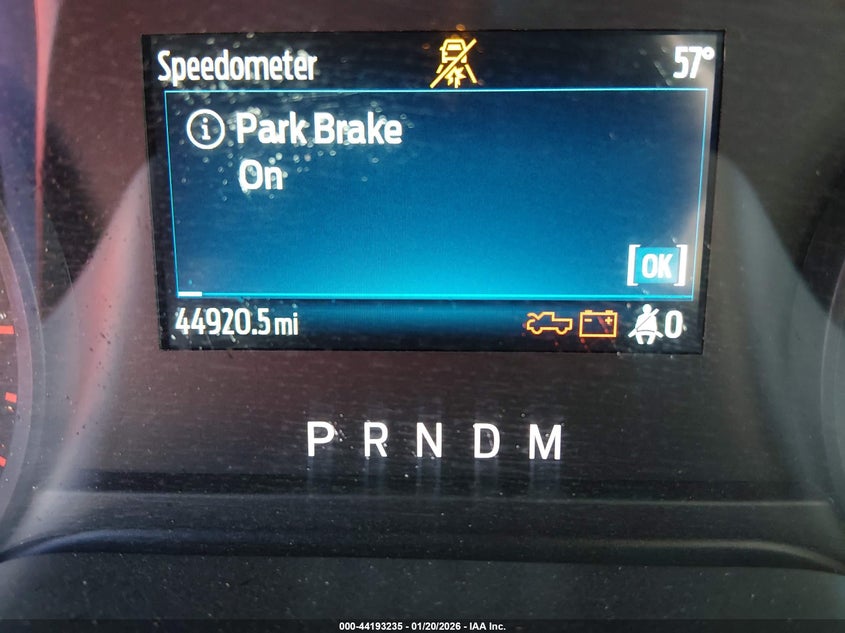 Speedometer 57°
Park Brake
On
[OK]
44920.5 mi 0
P R N D M
000-44193235 - 01/20/2026 - IAA Inc.